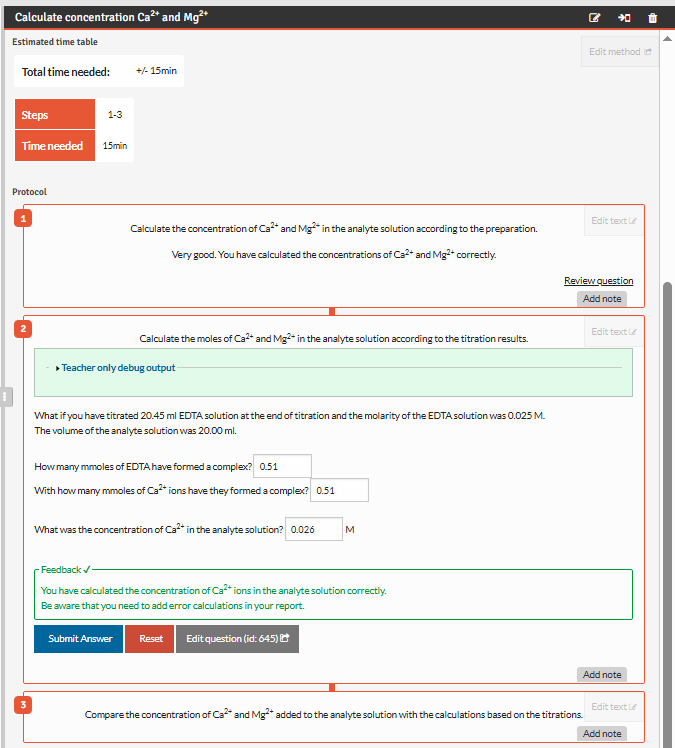 Calculate concentration Ca²⁺ and Mg²⁺
Estimated time table
Edit method
Total time needed: +/- 15min
Steps 1-3
Time needed 15min
Protocol
1
Edit text
Calculate the concentration of Ca²⁺ and Mg²⁺ in the analyte solution according to the preparation.
Very good. You have calculated the concentrations of Ca²⁺ and Mg²⁺ correctly.
Review question
Add note
2
Edit text
Calculate the moles of Ca²⁺ and Mg²⁺ in the analyte solution according to the titration results.
Teacher only debug output
What if you have titrated 20.45 ml EDTA solution at the end of titration and the molarity of the EDTA solution was 0.025 M.
The volume of the analyte solution was 20.00 ml.
How many mmoles of EDTA have formed a complex? 0.51
With how many mmoles of Ca²⁺ ions have they formed a complex? 0.51
What was the concentration of Ca²⁺ in the analyte solution? 0.026 M
Feedback ✓
You have calculated the concentration of Ca²⁺ ions in the analyte solution correctly.
Be aware that you need to add error calculations in your report.
Submit Answer Reset Edit question (id: 645)
Add note
3
Edit text
Compare the concentration of Ca²⁺ and Mg²⁺ added to the analyte solution with the calculations based on the titrations.
Add note